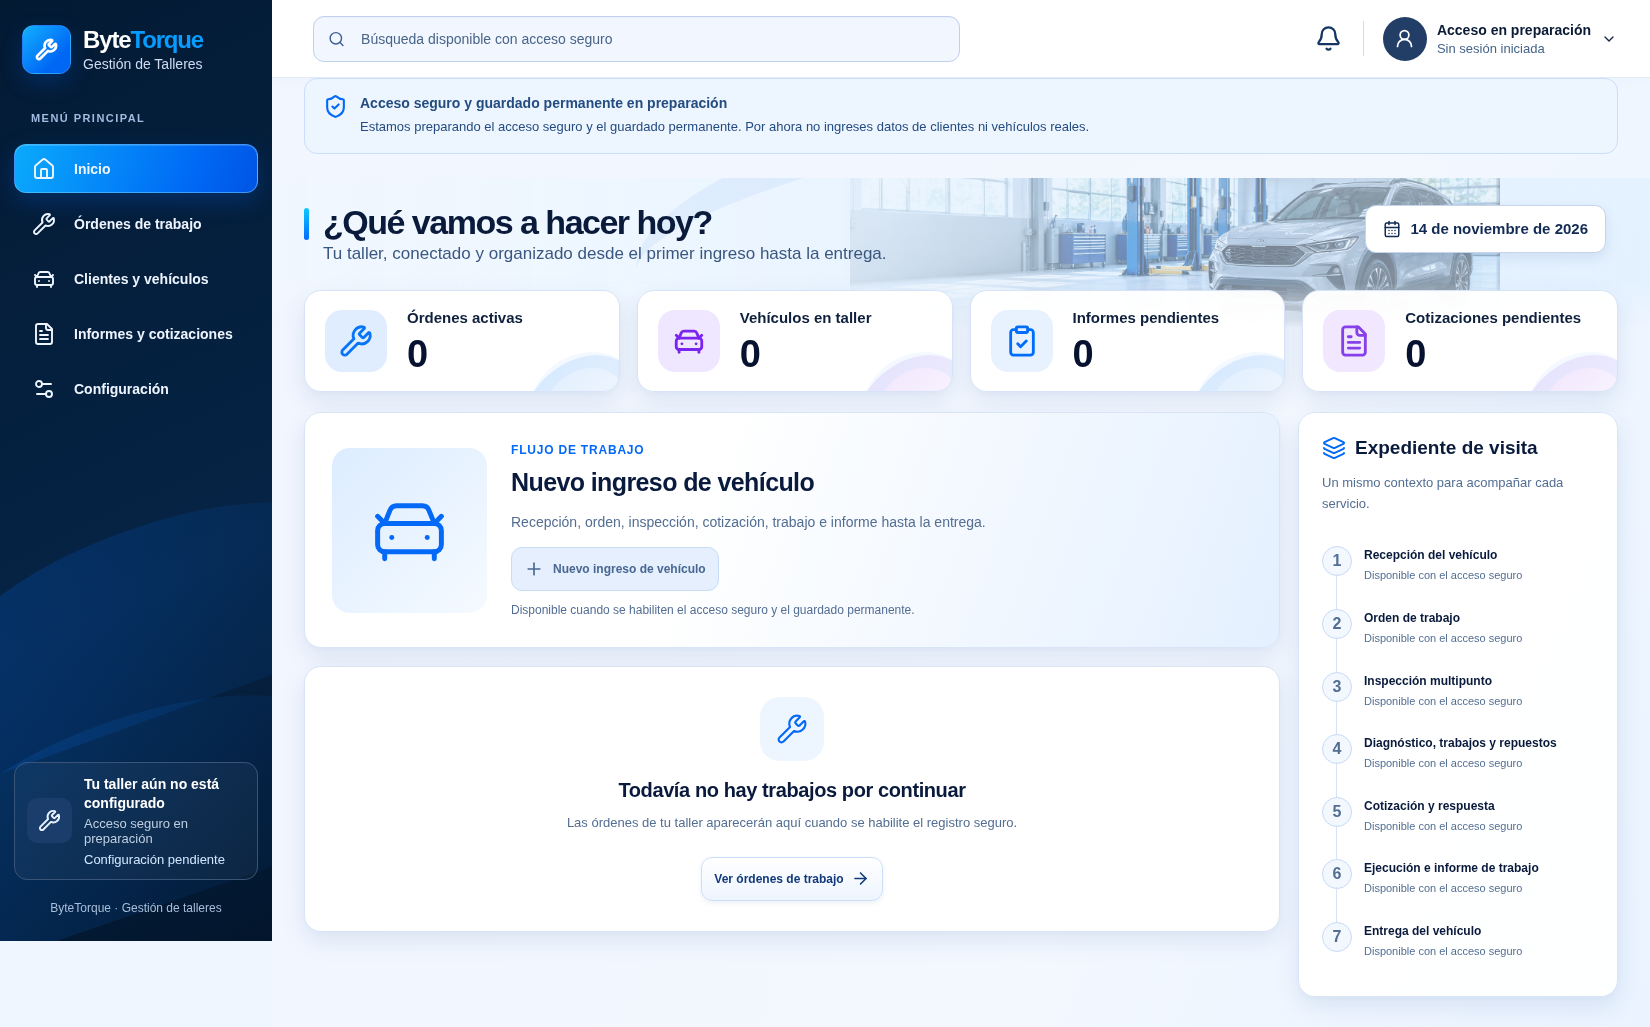 ByteTorque
Gestión de Talleres
MENÚ PRINCIPAL
Inicio
Órdenes de trabajo
Clientes y vehículos
Informes y cotizaciones
Configuración
Tu taller aún no está
configurado
Acceso seguro en
preparación
Configuración pendiente
ByteTorque · Gestión de talleres
Búsqueda disponible con acceso seguro
Acceso en preparación
Sin sesión iniciada
Acceso seguro y guardado permanente en preparación
Estamos preparando el acceso seguro y el guardado permanente. Por ahora no ingreses datos de clientes ni vehículos reales.
¿Qué vamos a hacer hoy?
Tu taller, conectado y organizado desde el primer ingreso hasta la entrega.
14 de noviembre de 2026
Órdenes activas
0
Vehículos en taller
0
Informes pendientes
0
Cotizaciones pendientes
0
FLUJO DE TRABAJO
Nuevo ingreso de vehículo
Recepción, orden, inspección, cotización, trabajo e informe hasta la entrega.
Nuevo ingreso de vehículo
Disponible cuando se habiliten el acceso seguro y el guardado permanente.
Todavía no hay trabajos por continuar
Las órdenes de tu taller aparecerán aquí cuando se habilite el registro seguro.
Ver órdenes de trabajo
Expediente de visita
Un mismo contexto para acompañar cada
servicio.
1
Recepción del vehículo
Disponible con el acceso seguro
2
Orden de trabajo
Disponible con el acceso seguro
3
Inspección multipunto
Disponible con el acceso seguro
4
Diagnóstico, trabajos y repuestos
Disponible con el acceso seguro
5
Cotización y respuesta
Disponible con el acceso seguro
6
Ejecución e informe de trabajo
Disponible con el acceso seguro
7
Entrega del vehículo
Disponible con el acceso seguro